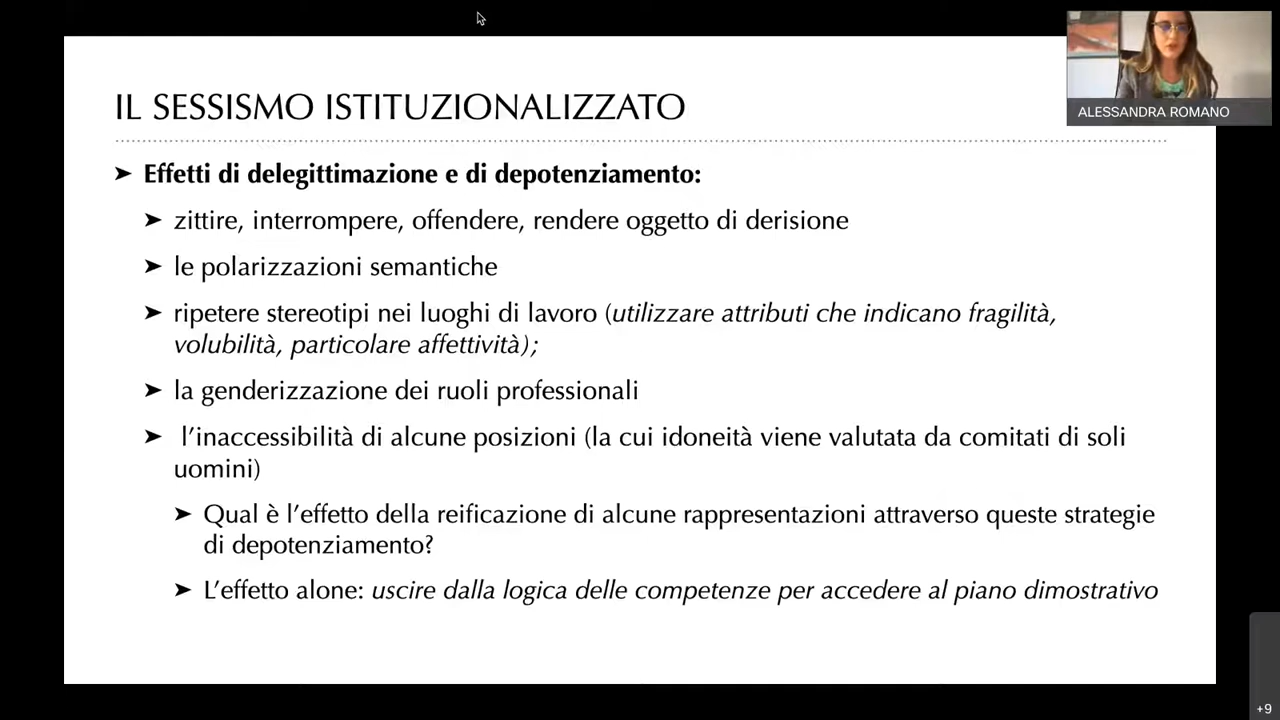 IL SESSISMO ISTITUZIONALIZZATO
ALESSANDRA ROMANO
➤ Effetti di delegittimazione e di depotenziamento:
➤ zittire, interrompere, offendere, rendere oggetto di derisione
➤ le polarizzazioni semantiche
➤ ripetere stereotipi nei luoghi di lavoro (utilizzare attributi che indicano fragilità,
volubilità, particolare affettività);
➤ la genderizzazione dei ruoli professionali
➤ l’inaccessibilità di alcune posizioni (la cui idoneità viene valutata da comitati di soli
uomini)
➤ Qual è l’effetto della reificazione di alcune rappresentazioni attraverso queste strategie
di depotenziamento?
➤ L’effetto alone: uscire dalla logica delle competenze per accedere al piano dimostrativo
+9